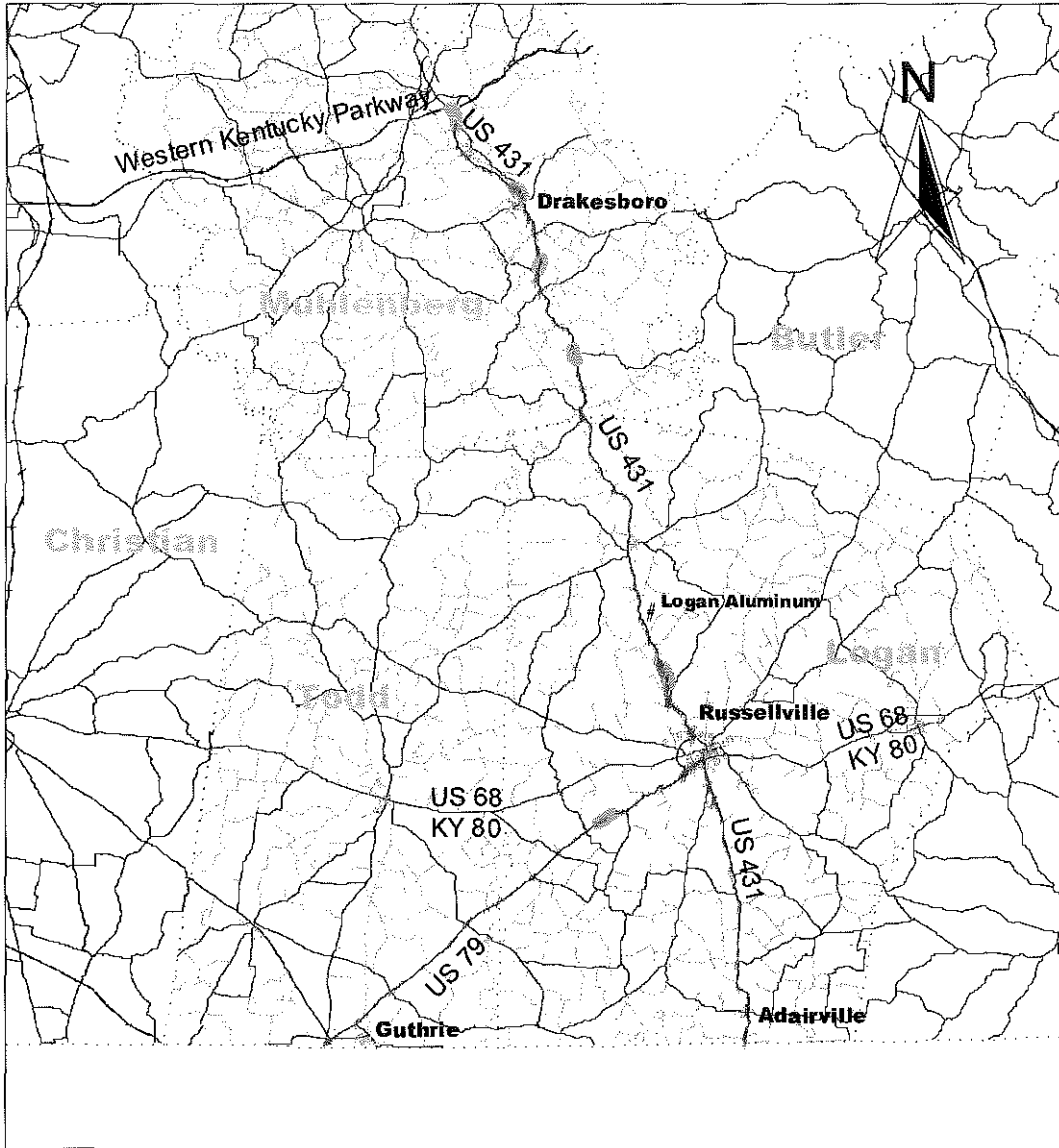 N
Western Kentucky Parkway
US 431
Drakesboro
Muhlenberg
Butler
US 431
Christian
Logan Aluminum
Logan
Todd
Russellville
US 68
KY 80
US 68
KY 80
US 431
US 79
Guthrie
Adairville